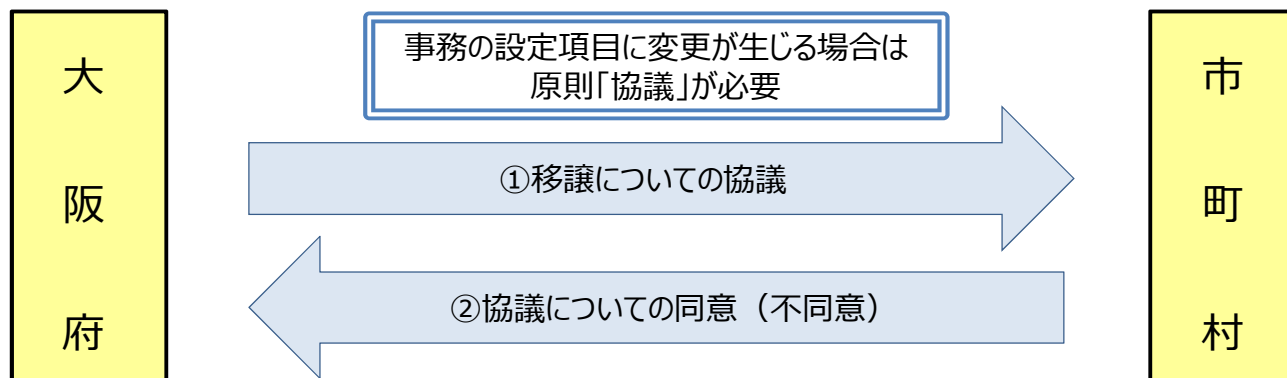 大阪府
事務の設定項目に変更が生じる場合は
原則「協議」が必要
①移譲についての協議
②協議についての同意（不同意）
市町村